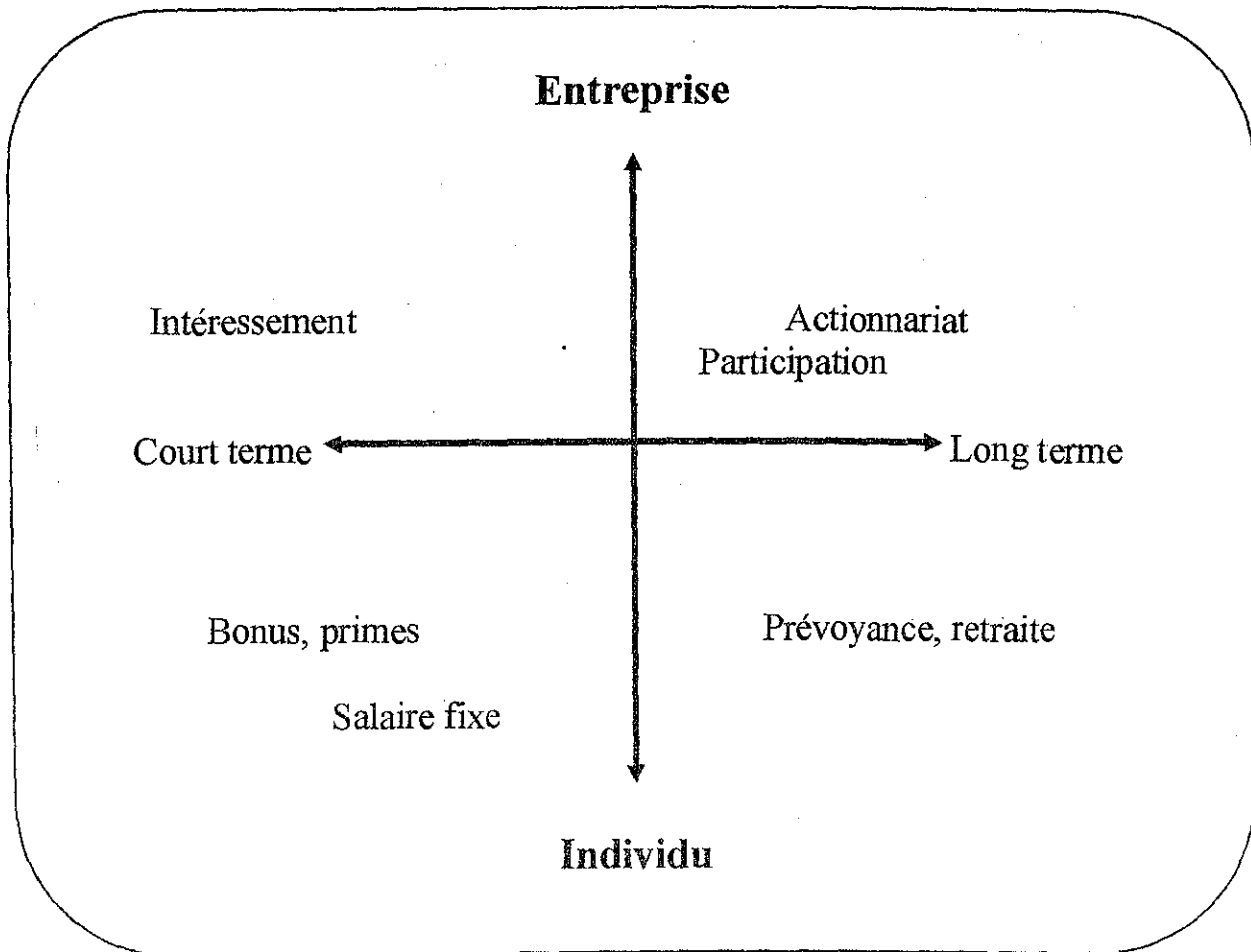 Entreprise
Intéressement
Actionnariat
Participation
Court terme
Long terme
Bonus, primes
Prévoyance, retraite
Salaire fixe
Individu